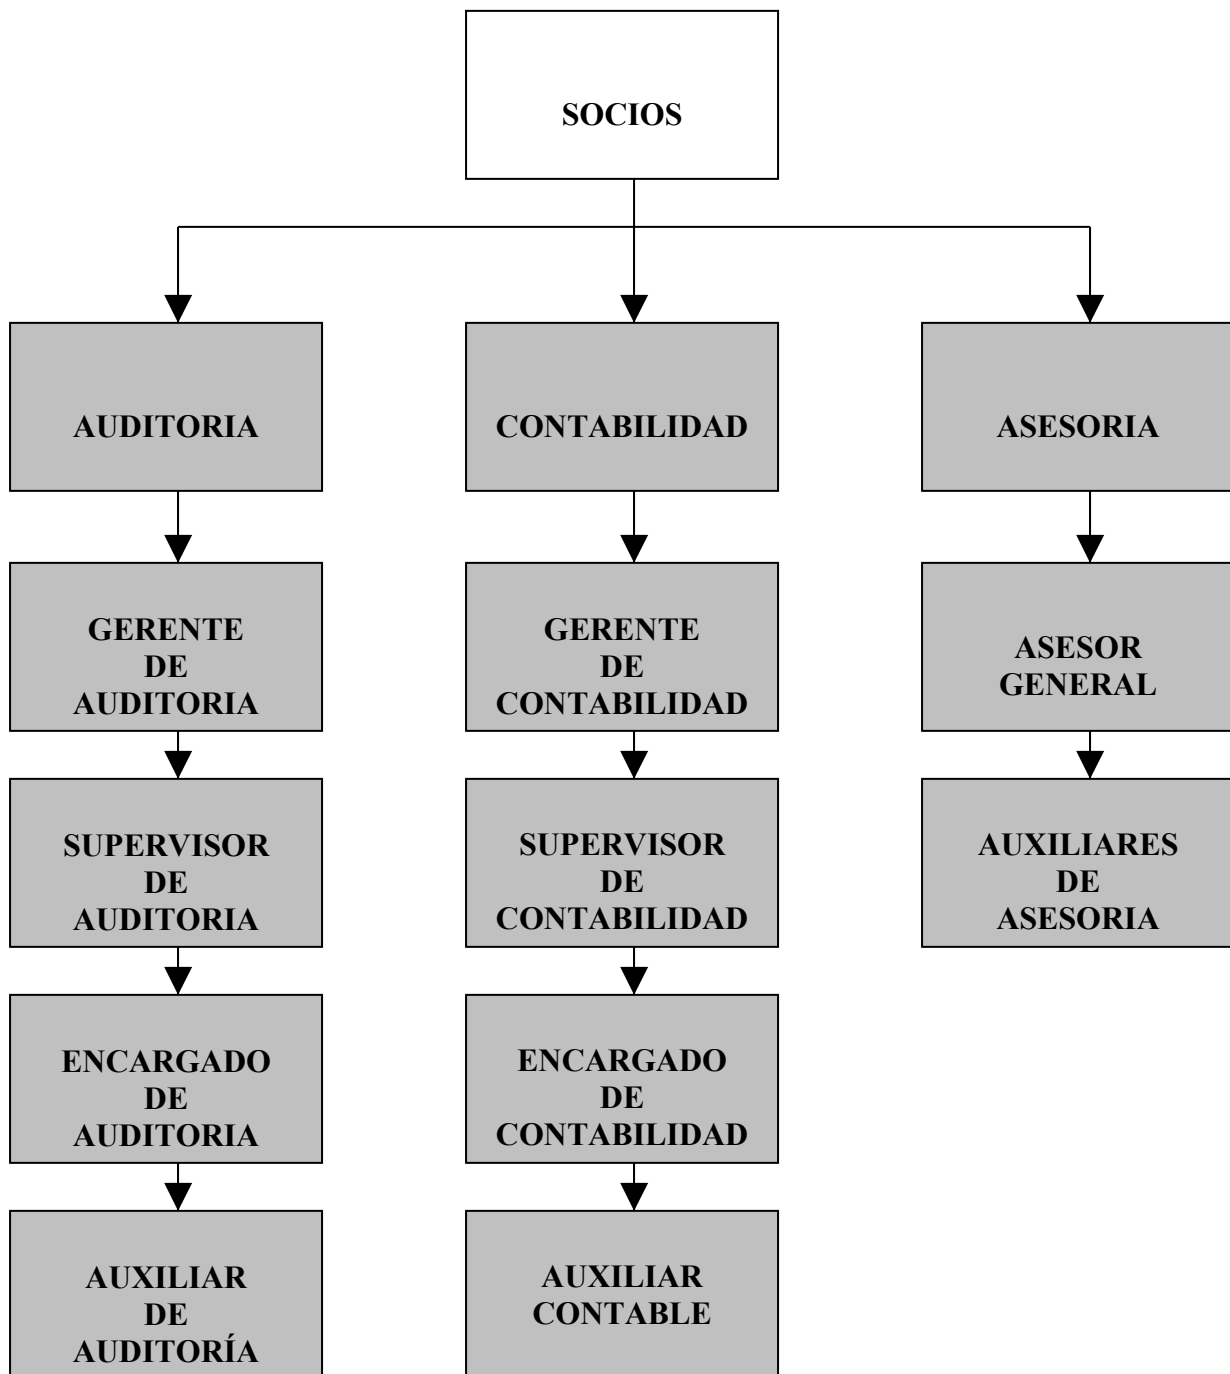 SOCIOS
AUDITORIA
CONTABILIDAD
ASESORIA
GERENTE
DE
AUDITORIA
GERENTE
DE
CONTABILIDAD
ASESOR
GENERAL
SUPERVISOR
DE
AUDITORIA
SUPERVISOR
DE
CONTABILIDAD
AUXILIARES
DE
ASESORIA
ENCARGADO
DE
AUDITORIA
ENCARGADO
DE
CONTABILIDAD
AUXILIAR
DE
AUDITORÍA
AUXILIAR
CONTABLE